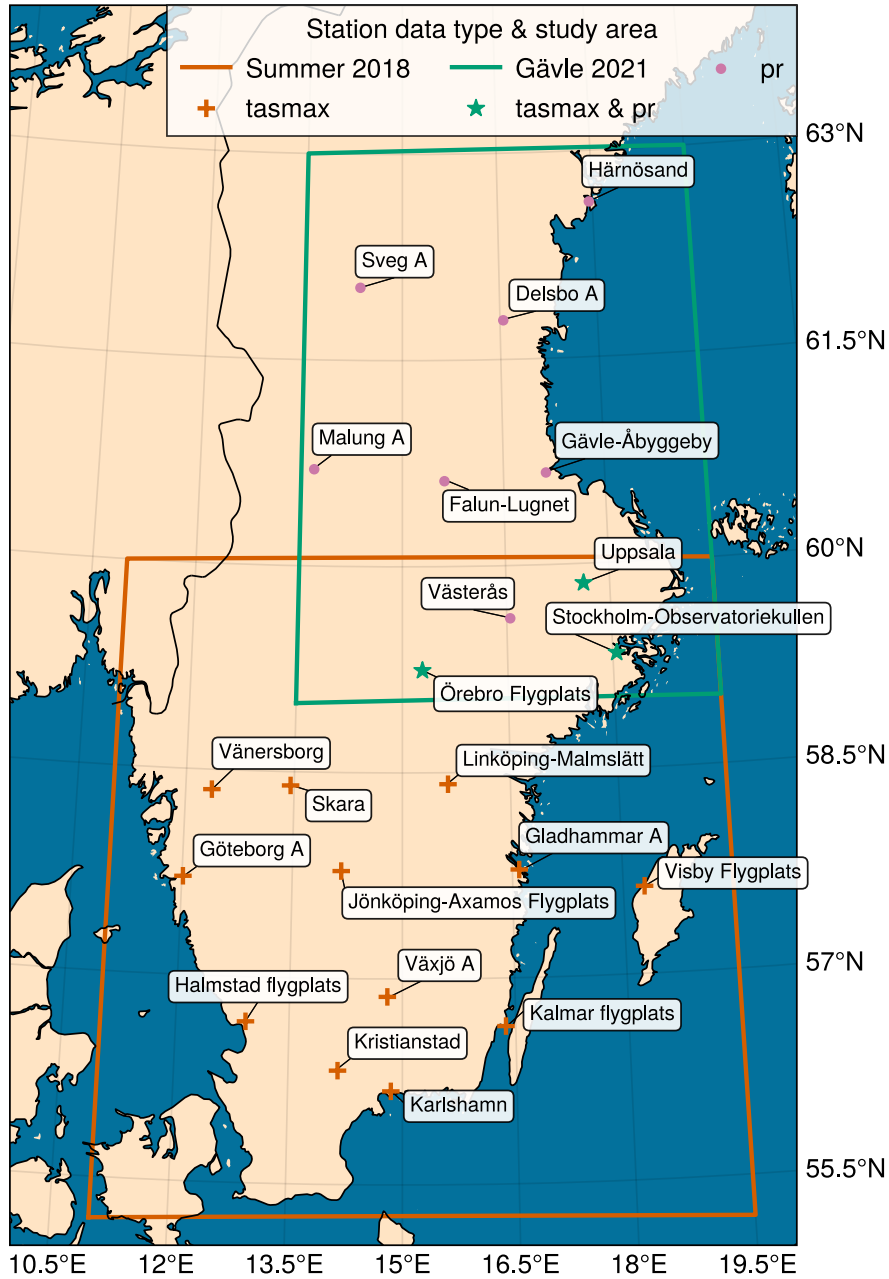 Station data type & study area
Summer 2018
Gävle 2021
pr
tasmax
tasmax & pr
63°N
Härnösand
Sveg A
Delsbo A
61.5°N
Malung A
Gävle-Åbyggeby
Falun-Lugnet
60°N
Uppsala
Västerås
Stockholm-Observatoriekullen
Örebro Flygplats
58.5°N
Vänersborg
Linköping-Malmslätt
Skara
Gladhammar A
Göteborg A
Visby Flygplats
Jönköping-Axamos Flygplats
57°N
Växjö A
Halmstad flygplats
Kalmar flygplats
Kristianstad
Karlshamn
55.5°N
10.5°E 12°E 13.5°E 15°E 16.5°E 18°E 19.5°E